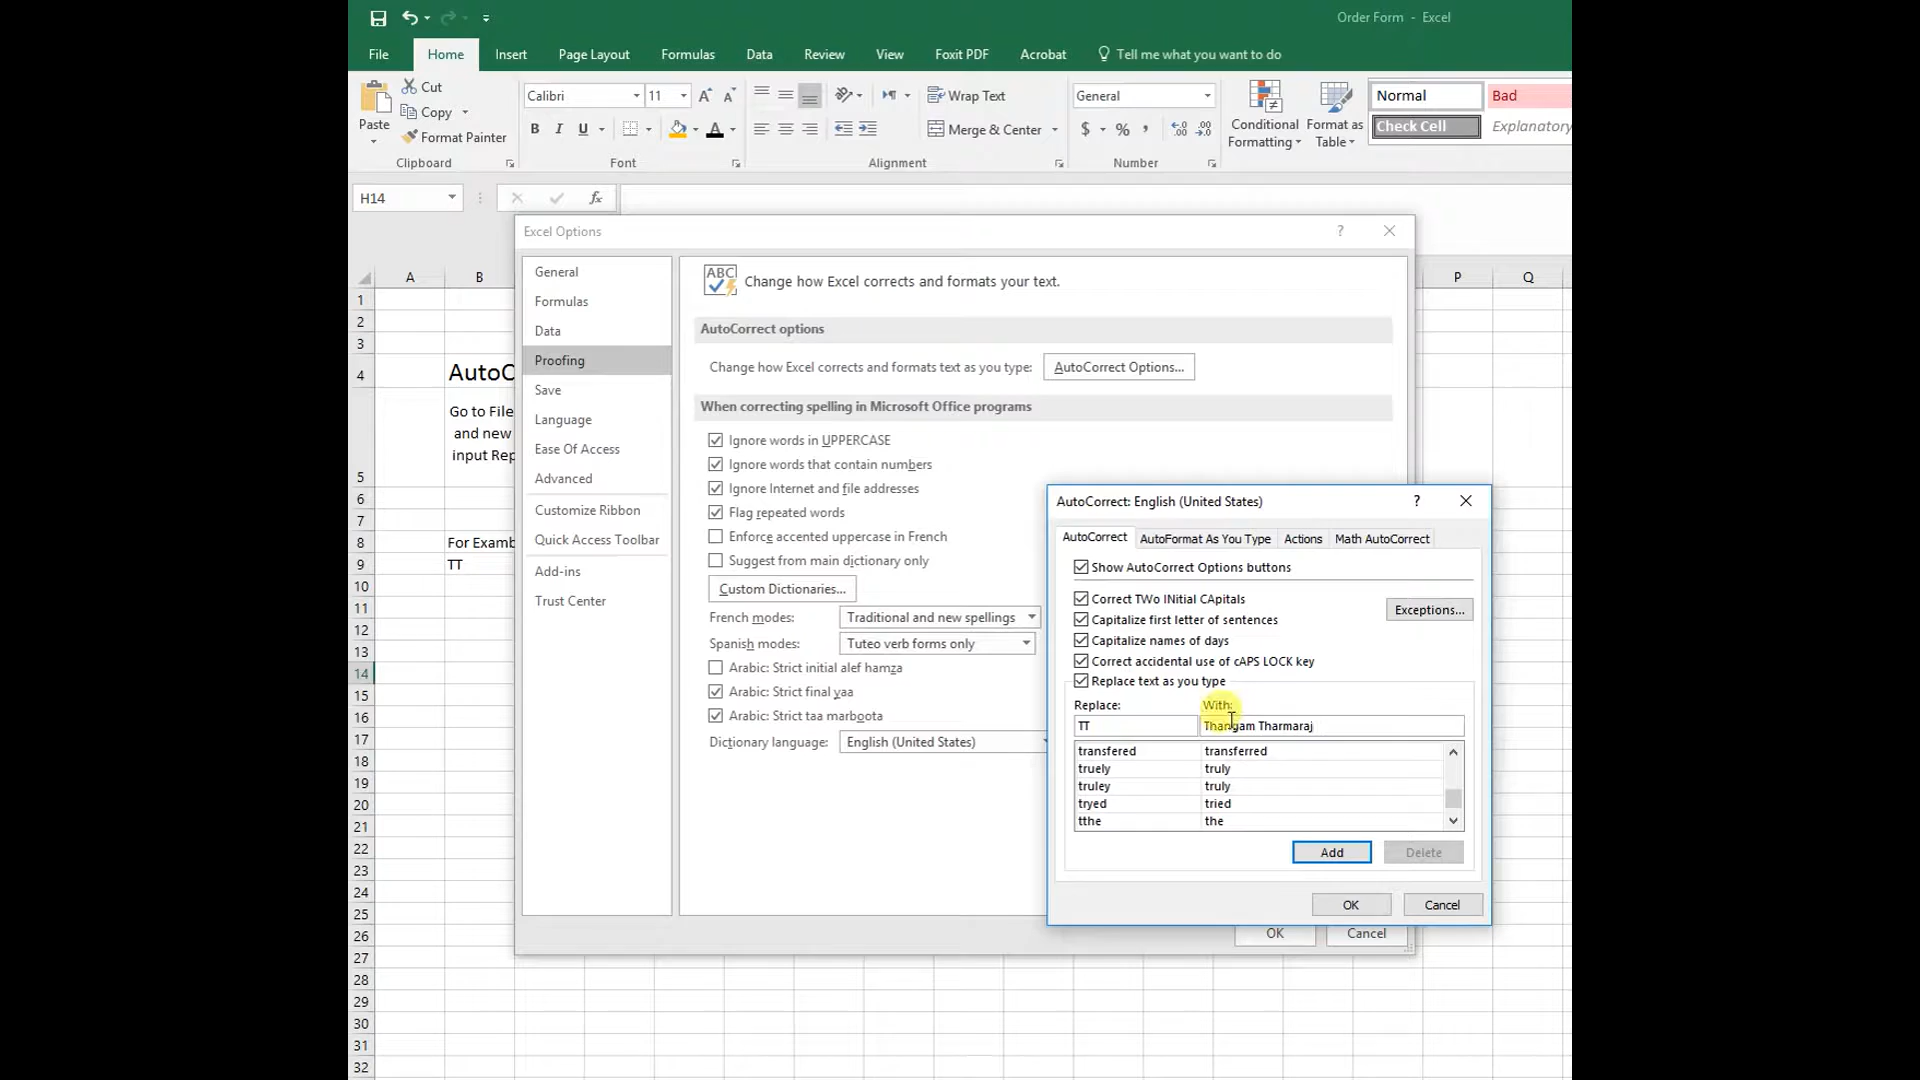 Order Form - Excel
File Home Insert Page Layout Formulas Data Review View Foxit PDF Acrobat Tell me what you want to do
Paste
Cut
Copy
Format Painter
Clipboard
Calibri 11
B I U
Font
Wrap Text
Merge & Center
Alignment
General
$ %
Number
Conditional Formatting
Format as Table
Normal Bad
Check Cell Explanatory
H14 fx
A B P Q
1
2
3
4 AutoC
Go to File
and new
input Rep
5
6
7
8 For Examb
9 TT
10
11
12
13
14
15
16
17
18
19
20
21
22
23
24
25
26
27
28
29
30
31
32
Excel Options ?
General
Formulas
Data
Proofing
Save
Language
Ease Of Access
Advanced
Customize Ribbon
Quick Access Toolbar
Add-ins
Trust Center
ABC Change how Excel corrects and formats your text.
AutoCorrect options
Change how Excel corrects and formats text as you type: AutoCorrect Options...
When correcting spelling in Microsoft Office programs
Ignore words in UPPERCASE
Ignore words that contain numbers
Ignore Internet and file addresses
Flag repeated words
Enforce accented uppercase in French
Suggest from main dictionary only
Custom Dictionaries...
French modes: Traditional and new spellings
Spanish modes: Tuteo verb forms only
Arabic: Strict initial alef hamza
Arabic: Strict final yaa
Arabic: Strict taa marboota
Dictionary language: English (United States)
OK Cancel
AutoCorrect: English (United States) ?
AutoCorrect AutoFormat As You Type Actions Math AutoCorrect
Show AutoCorrect Options buttons
Correct TWo INitial CApitals
Exceptions...
Capitalize first letter of sentences
Capitalize names of days
Correct accidental use of cAPS LOCK key
Replace text as you type
Replace: With:
TT Thangam Tharmaraj
transfered transferred
truely truly
truley truly
tryed tried
tthe the
Add Delete
OK Cancel